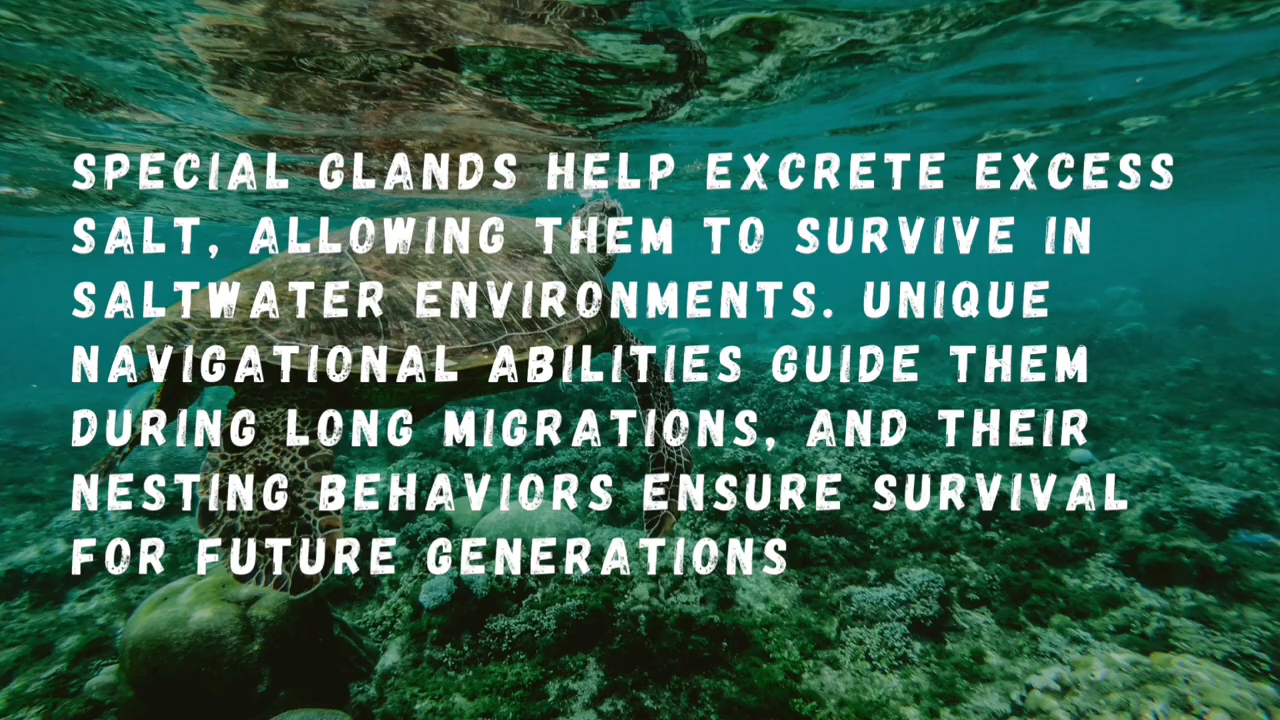 SPECIAL GLANDS HELP EXCRETE EXCESS
SALT, ALLOWING THEM TO SURVIVE IN
SALTWATER ENVIRONMENTS. UNIQUE
NAVIGATIONAL ABILITIES GUIDE THEM
DURING LONG MIGRATIONS, AND THEIR
NESTING BEHAVIORS ENSURE SURVIVAL
FOR FUTURE GENERATIONS